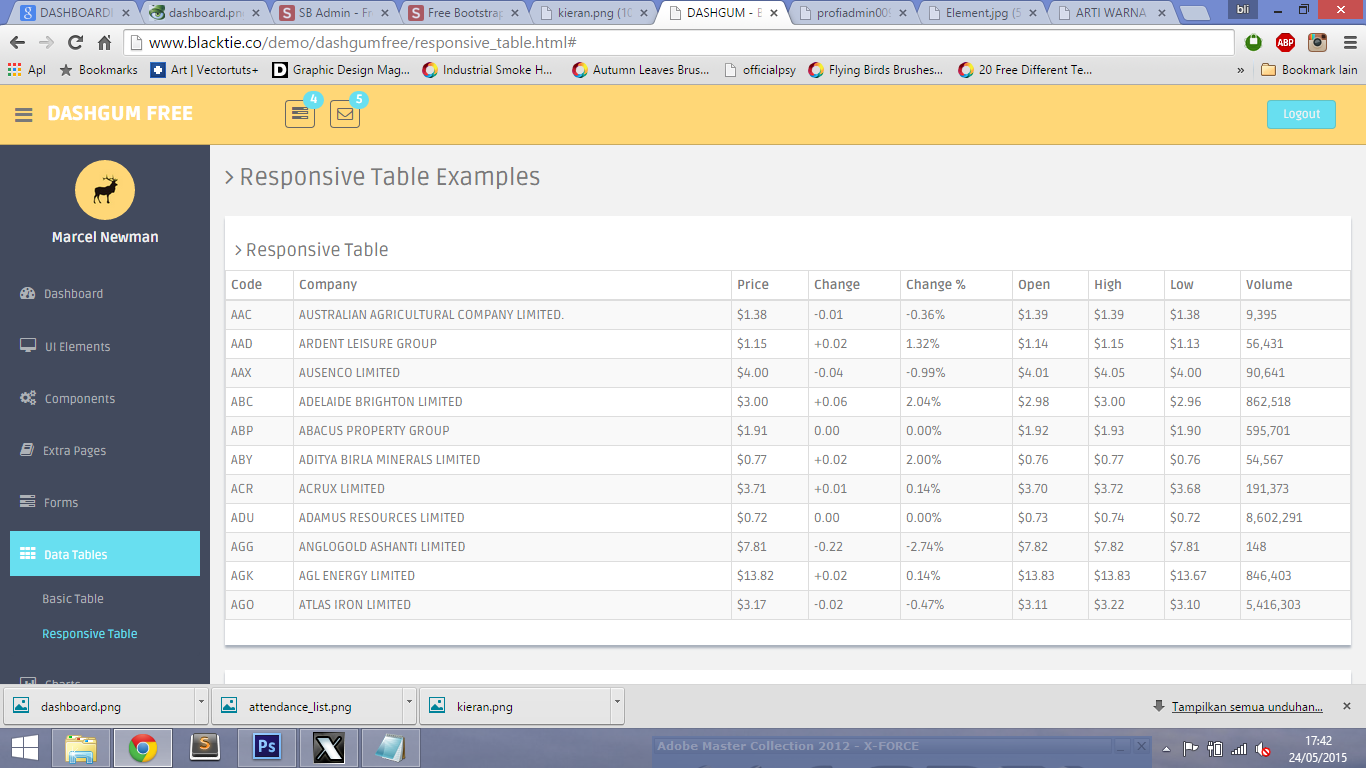 DASHBOARDI
dashboard.pn
SB Admin - Fr
Free Bootstrap
kieran.png (10
DASHGUM - B
profiadmin009
Element.jpg (5
ARTI WARNA
bli
www.blacktie.co/demo/dashgumfree/responsive_table.html#
ABP
Apl
Bookmarks
Art | Vectortuts+
Graphic Design Mag...
Industrial Smoke H...
Autumn Leaves Brus...
officialpsy
Flying Birds Brushes...
20 Free Different Te...
»
Bookmark lain
DASHGUM FREE
4
5
Logout
Marcel Newman
Dashboard
UI Elements
Components
Extra Pages
Forms
Data Tables
Basic Table
Responsive Table
Charts
Responsive Table Examples
Responsive Table
Code Company Price Change Change % Open High Low Volume
AAC AUSTRALIAN AGRICULTURAL COMPANY LIMITED. $1.38 -0.01 -0.36% $1.39 $1.39 $1.38 9,395
AAD ARDENT LEISURE GROUP $1.15 +0.02 1.32% $1.14 $1.15 $1.13 56,431
AAX AUSENCO LIMITED $4.00 -0.04 -0.99% $4.01 $4.05 $4.00 90,641
ABC ADELAIDE BRIGHTON LIMITED $3.00 +0.06 2.04% $2.98 $3.00 $2.96 862,518
ABP ABACUS PROPERTY GROUP $1.91 0.00 0.00% $1.92 $1.93 $1.90 595,701
ABY ADITYA BIRLA MINERALS LIMITED $0.77 +0.02 2.00% $0.76 $0.77 $0.76 54,567
ACR ACRUX LIMITED $3.71 +0.01 0.14% $3.70 $3.72 $3.68 191,373
ADU ADAMUS RESOURCES LIMITED $0.72 0.00 0.00% $0.73 $0.74 $0.72 8,602,291
AGG ANGLOGOLD ASHANTI LIMITED $7.81 -0.22 -2.74% $7.82 $7.82 $7.81 148
AGK AGL ENERGY LIMITED $13.82 +0.02 0.14% $13.83 $13.83 $13.67 846,403
AGO ATLAS IRON LIMITED $3.17 -0.02 -0.47% $3.11 $3.22 $3.10 5,416,303
dashboard.png
attendance_list.png
kieran.png
Tampilkan semua unduhan...
Ps
Adobe Master Collection 2012 - X-FORCE
17:42
24/05/2015